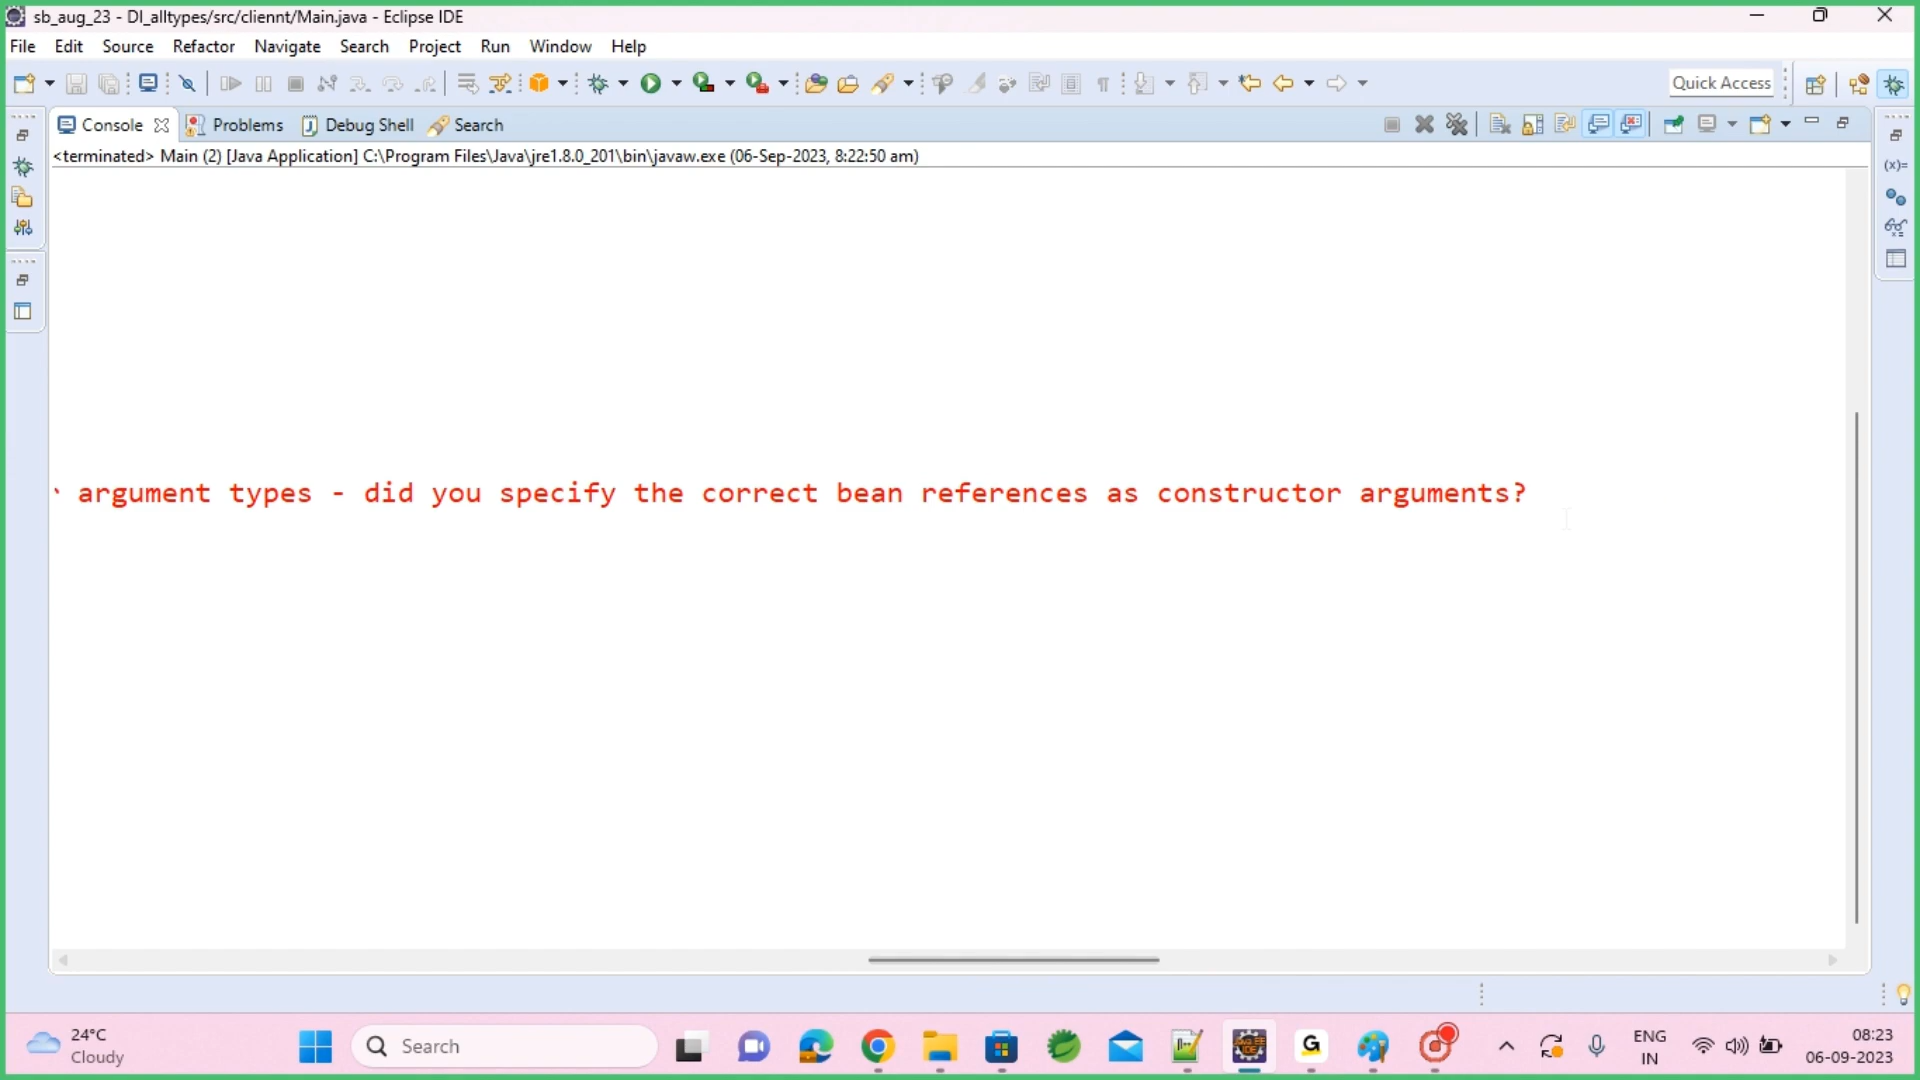 sb_aug_23 - DI_alltypes/src/cliennt/Main.java - Eclipse IDE
File Edit Source Refactor Navigate Search Project Run Window Help
Quick Access
Console Problems Debug Shell Search
<terminated> Main (2) [Java Application] C:\Program Files\Java\jre1.8.0_201\bin\javaw.exe (06-Sep-2023, 8:22:50 am)
(x)=
argument types - did you specify the correct bean references as constructor arguments?
24°C
Cloudy
Search
G
ENG
IN
08:23
06-09-2023